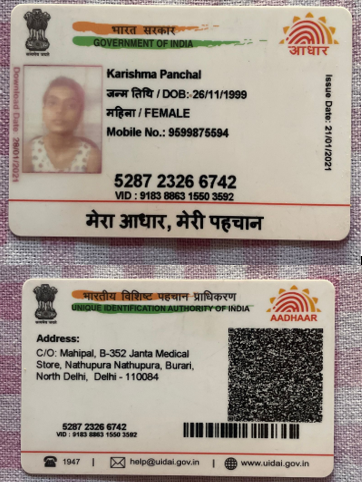 भारत सरकार
GOVERNMENT OF INDIA
आधार
Download Date: 28/01/2021
Karishma Panchal
जन्म तिथि / DOB:-26/11/1999
महिला / FEMALE
Mobile No.: 9599875594
Issue Date: 21/01/2021
5287 2326 6742
VID : 9183 8863 1550 3592
मेरा आधार, मेरी पहचान
भारतीय विशिष्ट पहचान प्राधिकरण
UNIQUE IDENTIFICATION AUTHORITY OF INDIA
AADHAAR
Address:
C/O: Mahipal, B-352 Janta Medical
Store, Nathupura Nathupura, Burari,
North Delhi, Delhi - 110084
5287 2326 6742
VID : 9183 8863 1550 3592
1947 | help@uidai.gov.in | www.uidai.gov.in